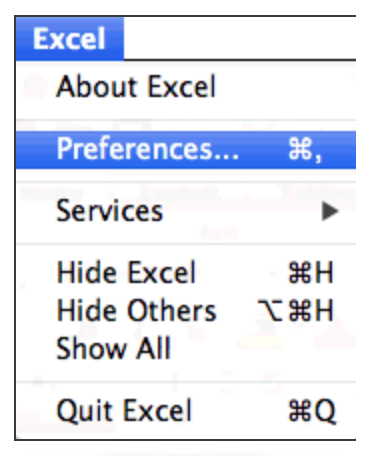 Excel
About Excel
Preferences... ⌘,
Services ▶
Hide Excel ⌘H
Hide Others ⌥⌘H
Show All
Quit Excel ⌘Q